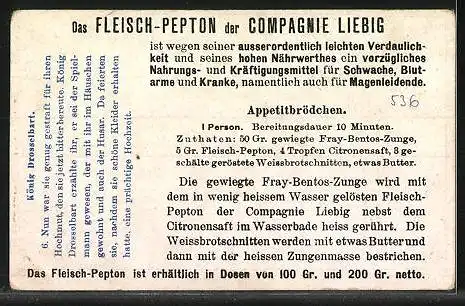 Das FLEISCH-PEPTON der COMPAGNIE LIEBIG
ist wegen seiner ausserordentlich leichten Verdaulich-
keit und seines hohen Nährwerthes ein vorzügliches
Nahrungs- und Kräftigungsmittel für Schwache, Blut-
arme und Kranke, namentlich auch für Magenleidende.
536
Appetitbrödchen.
1 Person. Bereitungsdauer 10 Minuten.
Zuthaten: 50 Gr. gewiegte Fray-Bentos-Zunge,
5 Gr. Fleisch-Pepton, 4 Tropfen Citronensaft, 3 ge-
schälte geröstete Weissbrotschnitten, etwas Butter.
Die gewiegte Fray-Bentos-Zunge wird mit
dem in wenig heissem Wasser gelösten Fleisch-
Pepton der Compagnie Liebig nebst dem
Citronensaft im Wasserbade heiss gerührt. Die
Weissbrotschnitten werden mit etwas Butter und
dann mit der heissen Zungenmasse bestrichen.
Das Fleisch-Pepton ist erhältlich in Dosen von 100 Gr. und 200 Gr. netto.
König Drosselbart.
6. Nun war sie genug gestraft für ihren
Hochmut, den sie jetzt bitter bereute. König
Drosselbart erzählte ihr, er sei der Spiel-
mann gewesen, der mit ihr im Häuschen
gewohnt und auch der Husar. Da feierten
sie, nachdem sie schöne Kleider erhalten
hatte, eine prächtige Hochzeit.